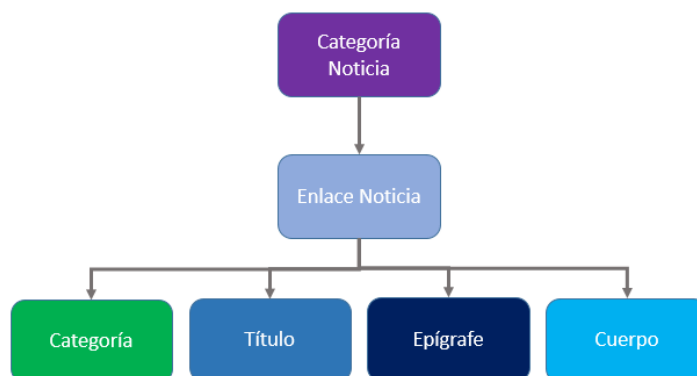 Categoría
Noticia
Enlace Noticia
Categoría
Título
Epígrafe
Cuerpo